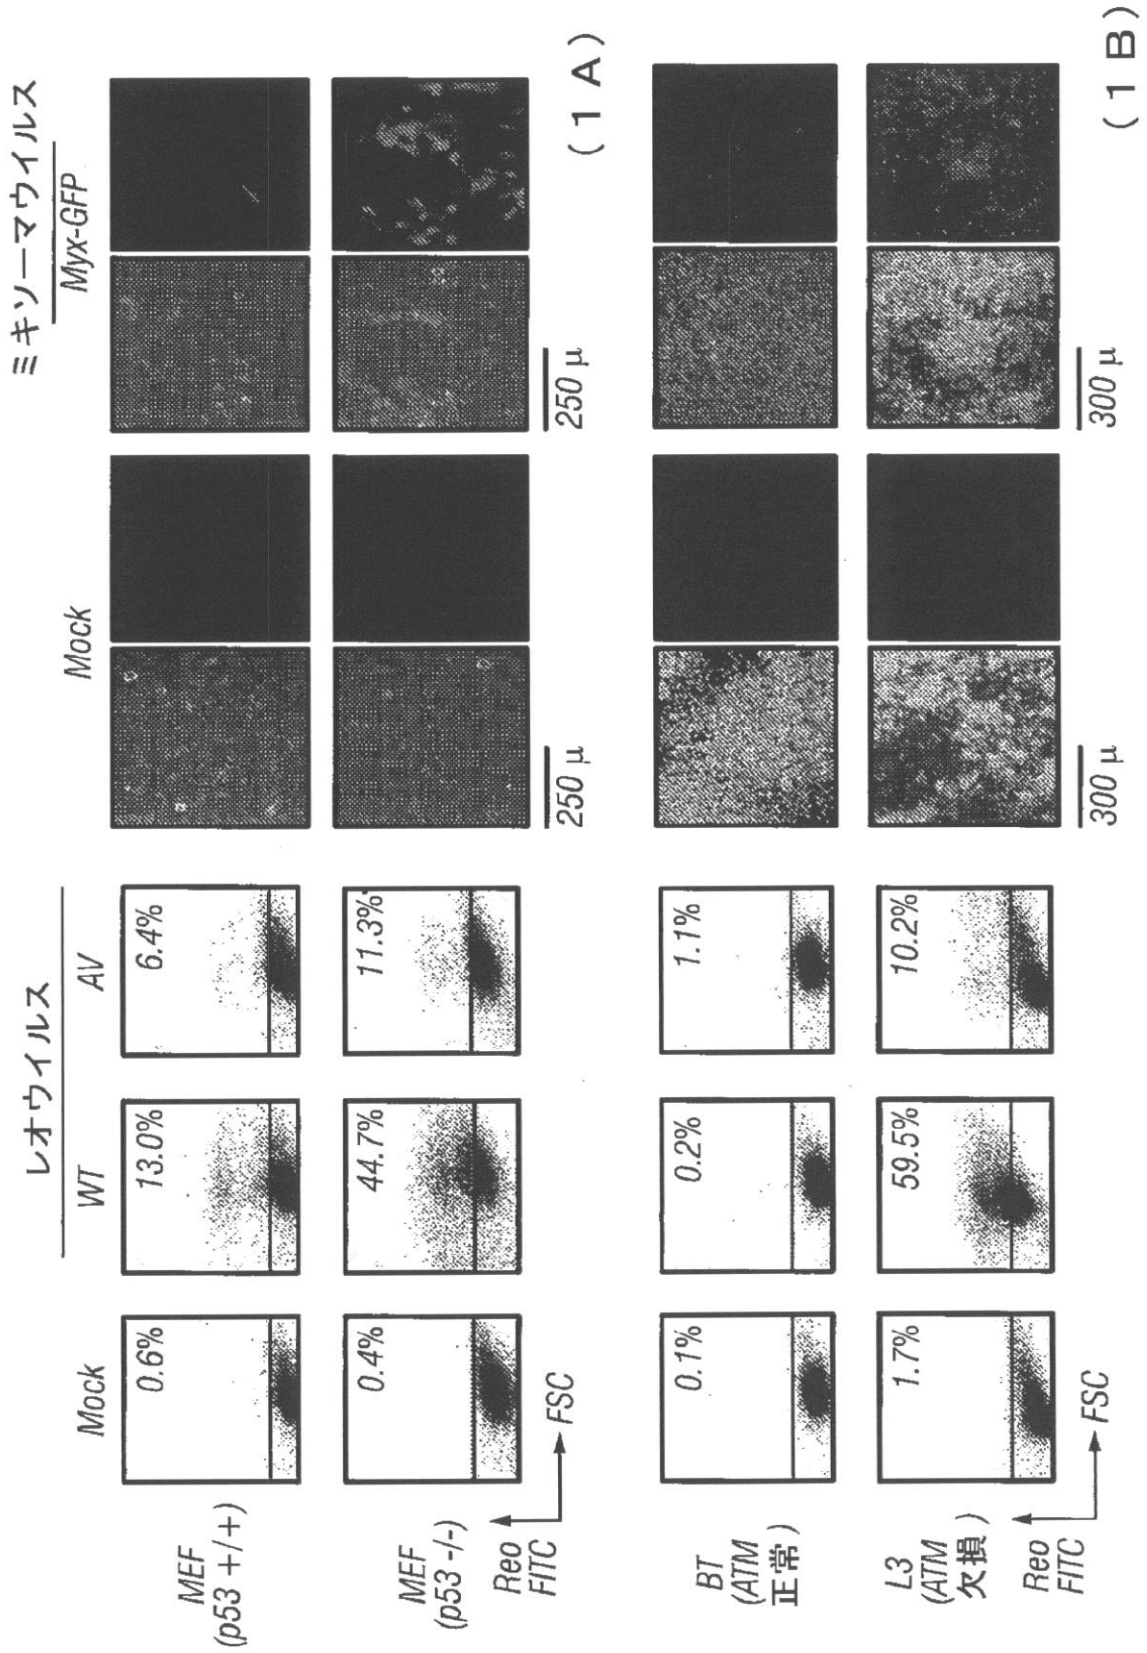 レオウイルス
ミキソーマウイルス
Mock
WT
AV
Mock
Myx-GFP
MEF
(p53 +/+)
0.6%
13.0%
6.4%
MEF
(p53 -/-)
0.4%
44.7%
11.3%
Reo
FITC
FSC
250 μ
250 μ
(1A)
BT
(ATM
正常)
0.1%
0.2%
1.1%
L3
(ATM
欠損)
1.7%
59.5%
10.2%
Reo
FITC
FSC
300 μ
300 μ
(1B)